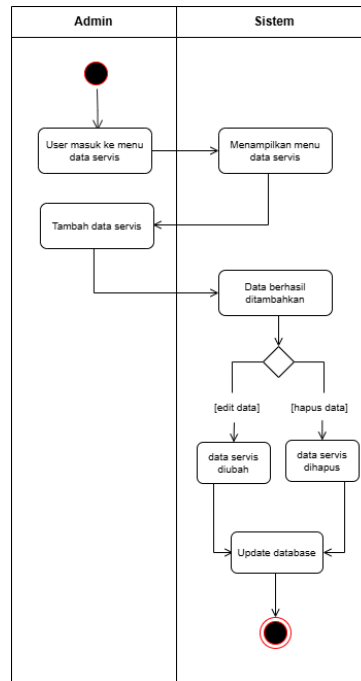 Admin
Sistem
User masuk ke menu
data servis
Menampilkan menu
data servis
Tambah data servis
Data berhasil
ditambahkan
[edit data]
[hapus data]
data servis
diubah
data servis
dihapus
Update database